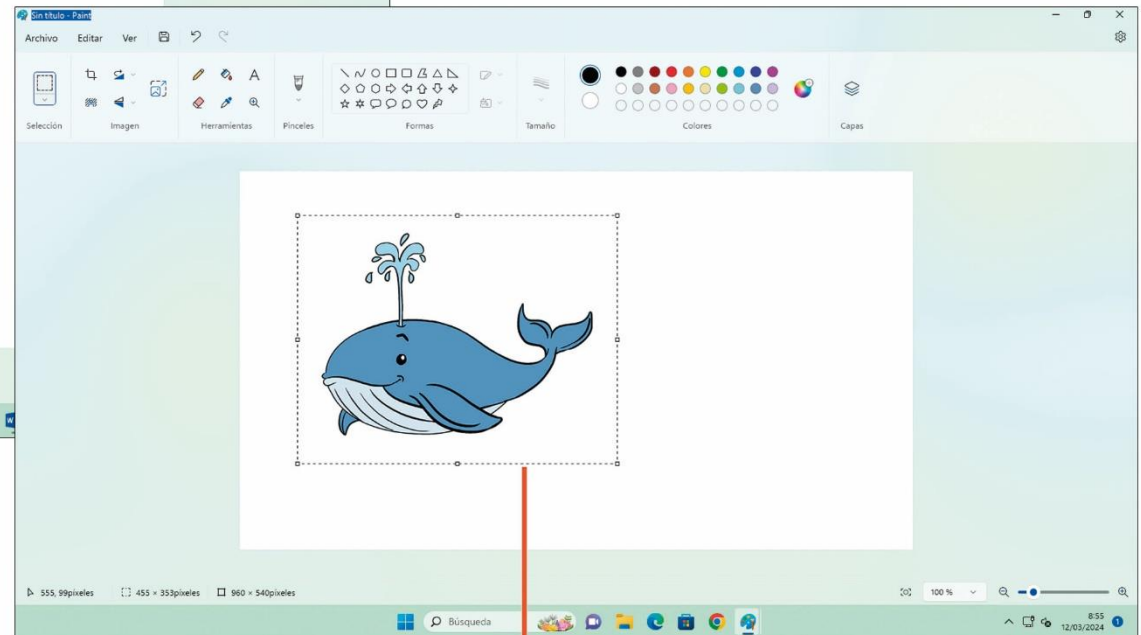 Sin título - Paint
Archivo Editar Ver
Selección Imagen Herramientas Pinceles Formas Tamaño Colores Capas
A
555, 99píxeles 455 × 353píxeles 960 × 540píxeles 100 %
Búsqueda
8:55
12/03/2024 1
W